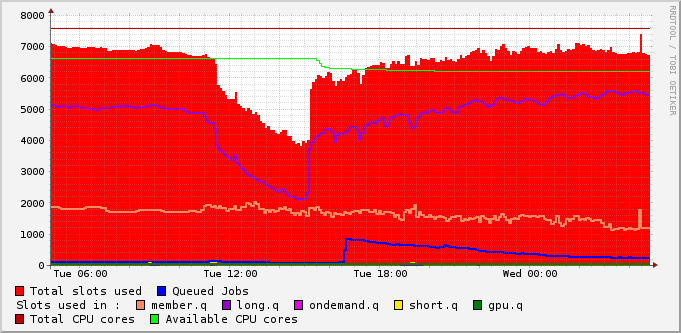 8000
7000
6000
5000
4000
3000
2000
1000
0
Tue 06:00 Tue 12:00 Tue 18:00 Wed 00:00
RRDTOOL / TOBI OETIKER
Total slots used Queued Jobs
Slots used in : member.q long.q ondemand.q short.q gpu.q
Total CPU cores Available CPU cores